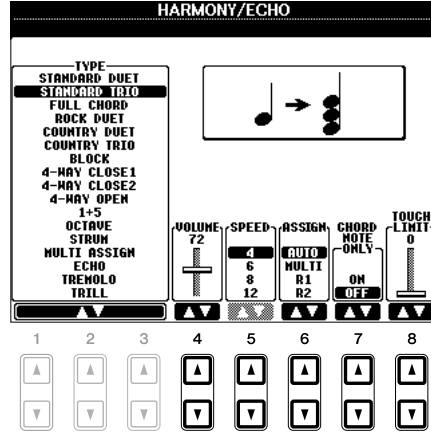 HARMONY/ECHO
TYPE
STANDARD DUET
STANDARD TRIO
FULL CHORD
ROCK DUET
COUNTRY DUET
COUNTRY TRIO
BLOCK
4-WAY CLOSE1
4-WAY CLOSE2
4-WAY OPEN
1+5
OCTAVE
STRUM
MULTI ASSIGN
ECHO
TREMOLO
TRILL
VOLUME
72
SPEED
4
6
8
12
ASSIGN
AUTO
MULTI
R1
R2
CHORD
NOTE
ONLY
ON
OFF
TOUCH
LIMIT
0
1 2 3 4 5 6 7 8